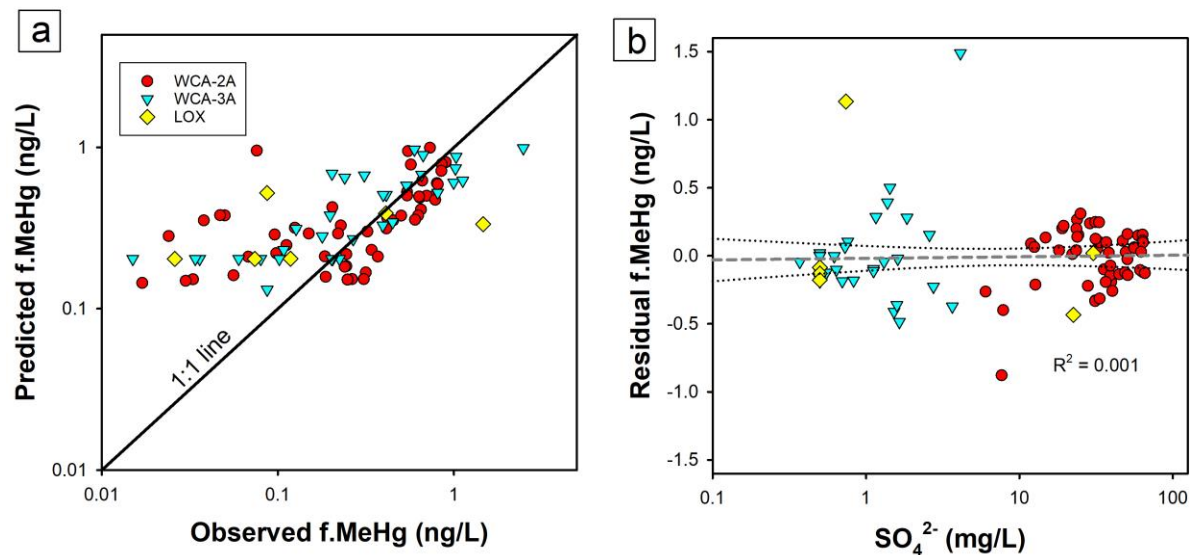 a
WCA-2A
WCA-3A
LOX
1:1 line
1
0.1
0.01
0.01
0.1
1
Predicted f.MeHg (ng/L)
Observed f.MeHg (ng/L)
b
1.5
1.0
0.5
0.0
-0.5
-1.0
-1.5
R² = 0.001
0.1
1
10
100
Residual f.MeHg (ng/L)
SO₄²⁻ (mg/L)